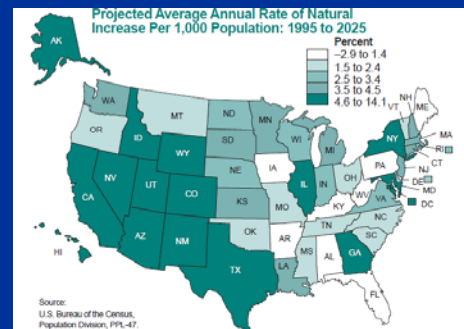 Projected Average Annual Rate of Natural
Increase Per 1,000 Population: 1995 to 2025
Percent
−2.9 to 1.4
1.5 to 2.4
2.5 to 3.4
3.5 to 4.5
4.6 to 14.1
AK
WA
MT
ND
MN
VT
NH
ME
OR
ID
SD
WI
MI
NY
MA
RI
WY
CT
NE
IA
PA
NJ
NV
UT
CO
IL
IN
OH
WV
DE
MD
DC
CA
KS
MO
KY
VA
AZ
NM
OK
AR
TN
NC
SC
HI
TX
LA
MS
AL
GA
FL
Source:
U.S. Bureau of the Census,
Population Division, PPL-47.